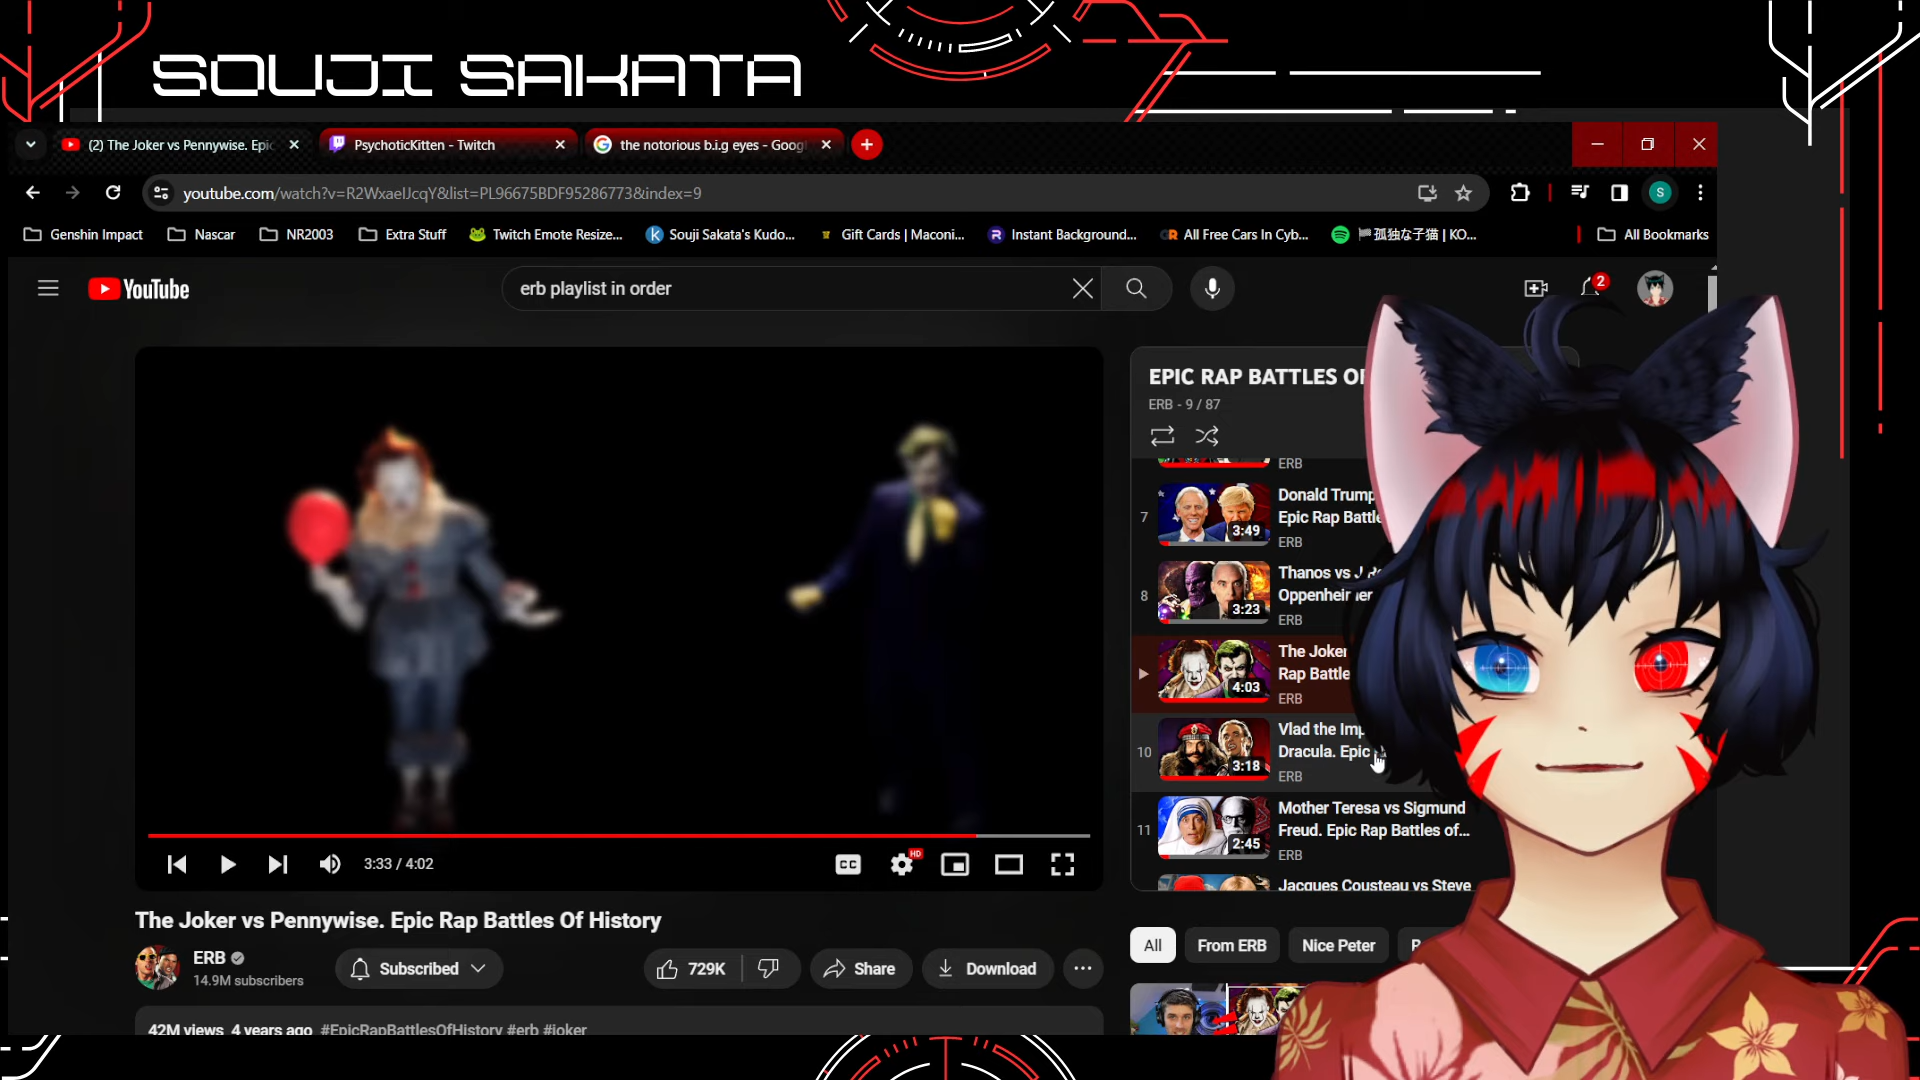 SOUJI SAKATA
(2) The Joker vs Pennywise. Epic
PsychoticKitten - Twitch
the notorious b.i.g eyes - Goog
youtube.com/watch?v=R2WxaelJcqY&list=PL96675BDF95286773&index=9
S
Genshin Impact
Nascar
NR2003
Extra Stuff
Twitch Emote Resize...
Souji Sakata's Kudo...
Gift Cards | Maconi...
Instant Background...
All Free Cars In Cyb...
孤独な子猫 | KO...
All Bookmarks
YouTube
erb playlist in order
2
EPIC RAP BATTLES OF
ERB - 9 / 87
ERB
7
3:49
Donald Trump
Epic Rap Battle
ERB
8
3:23
Thanos vs J
Oppenheimer
ERB
4:03
The Joker
Rap Battle
ERB
10
3:18
Vlad the Imp
Dracula. Epic
ERB
11
2:45
Mother Teresa vs Sigmund
Freud. Epic Rap Battles of...
ERB
Jacques Cousteau vs Steve
3:33 / 4:02
CC
HD
The Joker vs Pennywise. Epic Rap Battles Of History
ERB
14.9M subscribers
Subscribed
729K
Share
Download
All
From ERB
Nice Peter
42M views 4 years ago #EpicRapBattlesOfHistory #erb #joker